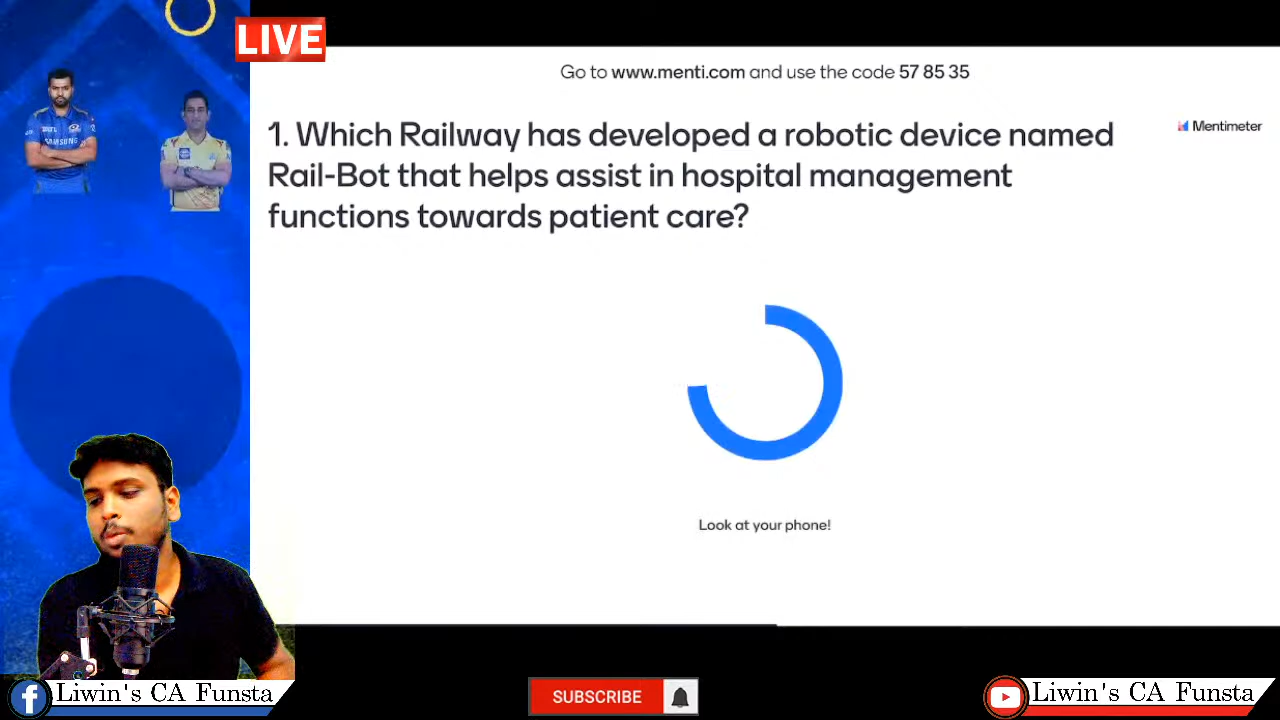 LIVE
Go to www.menti.com and use the code 57 85 35
Mentimeter
1. Which Railway has developed a robotic device named
Rail-Bot that helps assist in hospital management
functions towards patient care?
SAMSUNG
Look at your phone!
Liwin's CA Funsta
SUBSCRIBE
Liwin's CA Funsta